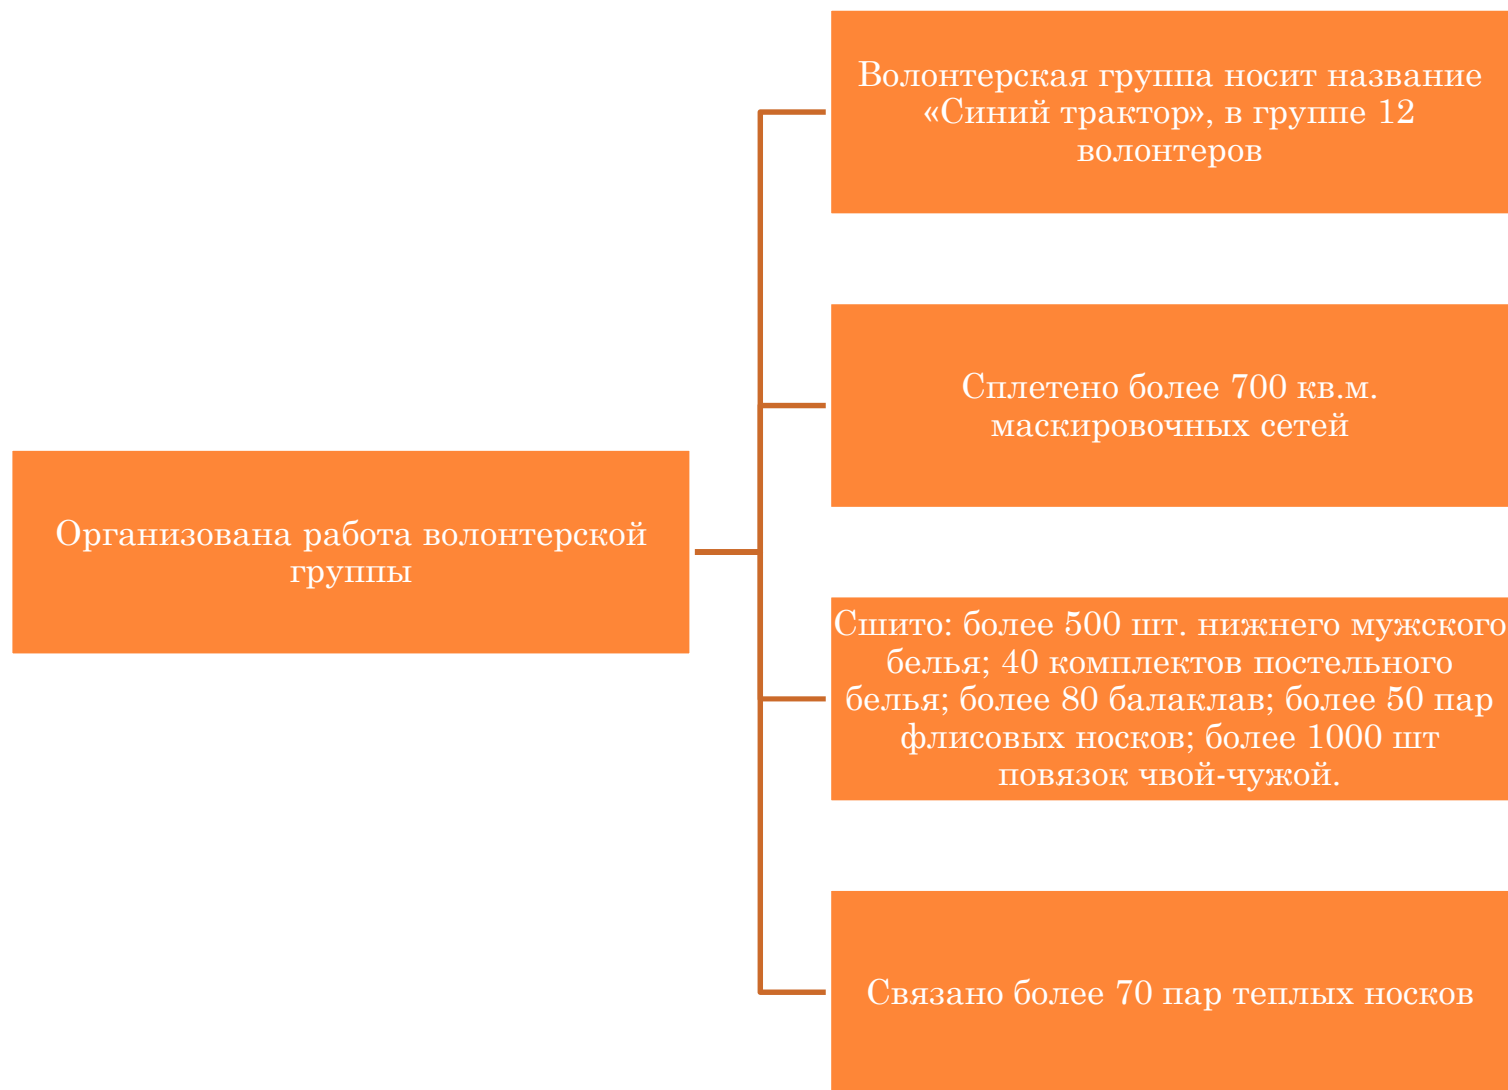 Волонтерская группа носит название
«Синий трактор», в группе 12
волонтеров
Сплетено более 700 кв.м.
маскировочных сетей
Организована работа волонтерской
группы
Сшито: более 500 шт. нижнего мужского
белья; 40 комплектов постельного
белья; более 80 балаклав; более 50 пар
флисовых носков; более 1000 шт
повязок чвой-чужой.
Связано более 70 пар теплых носков